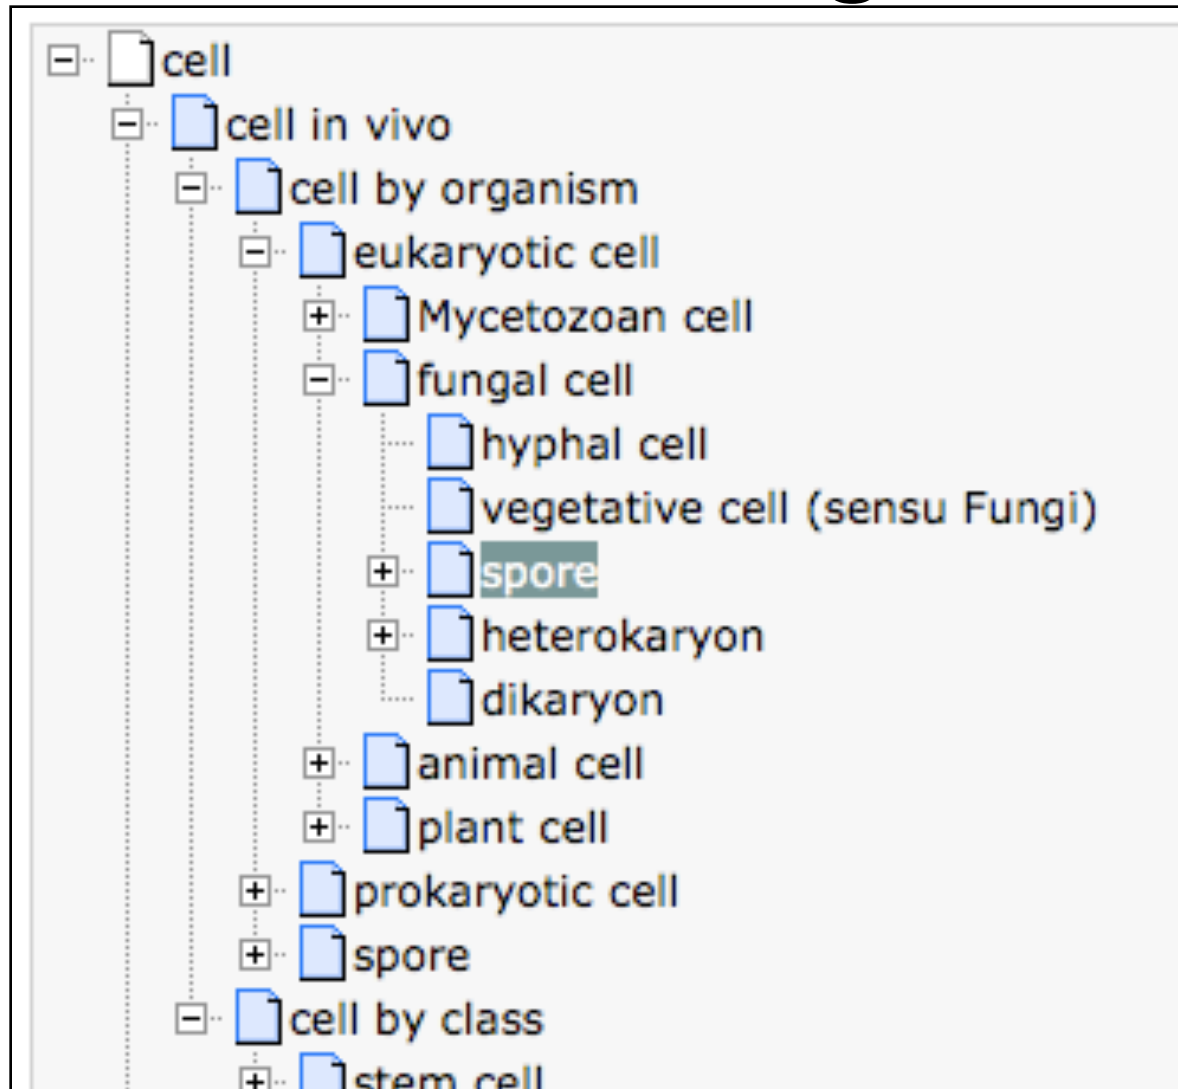 cell
cell in vivo
cell by organism
eukaryotic cell
Mycetozoan cell
fungal cell
hyphal cell
vegetative cell (sensu Fungi)
spore
heterokaryon
dikaryon
animal cell
plant cell
prokaryotic cell
spore
cell by class
stem cell